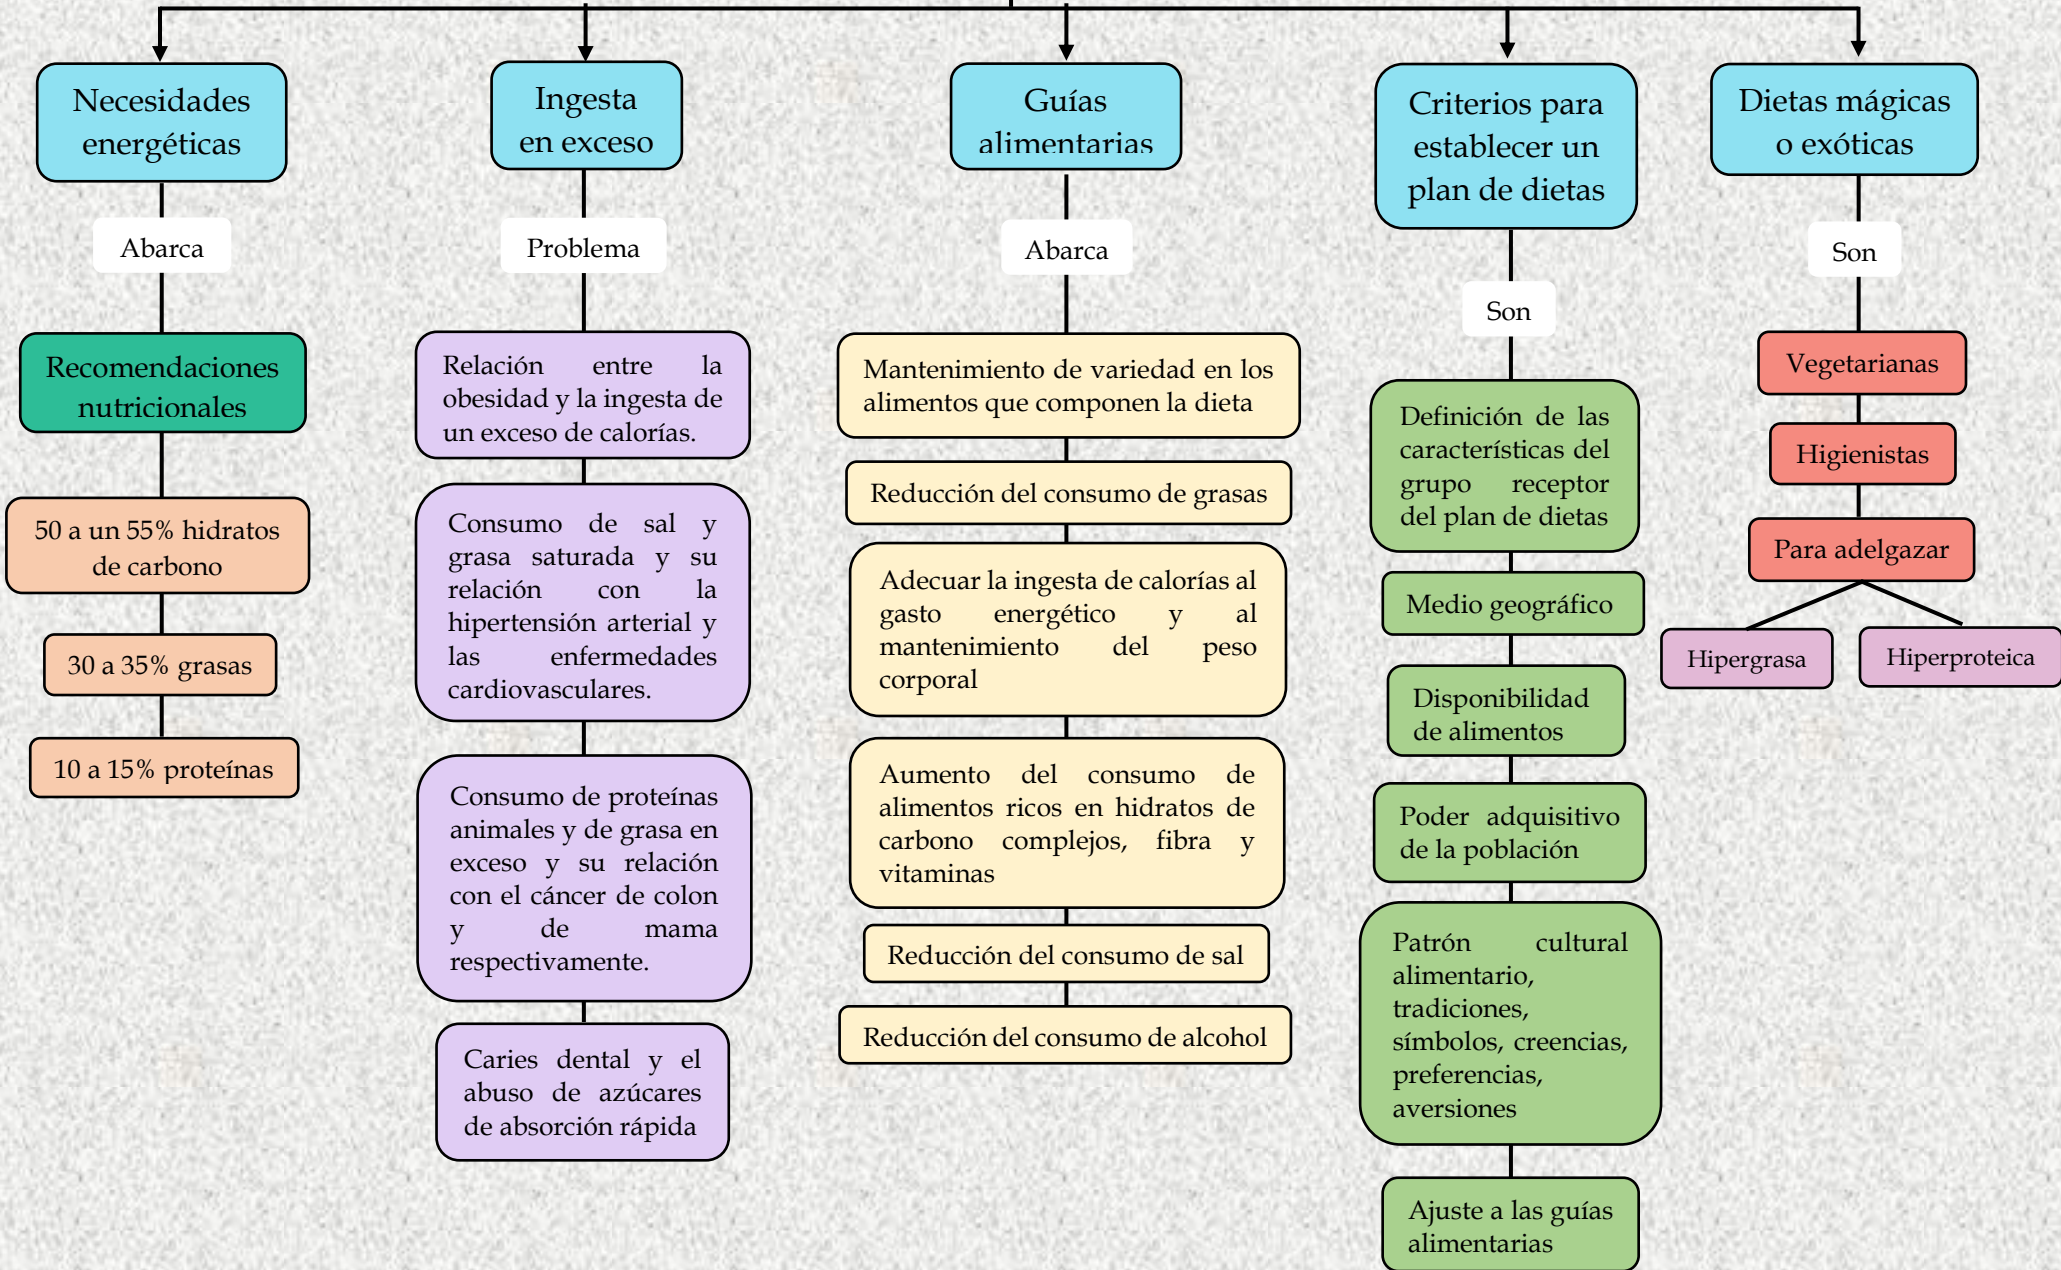 Necesidades
energéticas
Abarca
Recomendaciones
nutricionales
50 a un 55% hidratos
de carbono
30 a 35% grasas
10 a 15% proteínas
Ingesta
en exceso
Problema
Relación entre la
obesidad y la ingesta de
un exceso de calorías.
Consumo de sal y
grasa saturada y su
relación con la
hipertensión arterial y
las enfermedades
cardiovasculares.
Consumo de proteínas
animales y de grasa en
exceso y su relación
con el cáncer de colon
y de mama
respectivamente.
Caries dental y el
abuso de azúcares
de absorción rápida
Guías
alimentarias
Abarca
Mantenimiento de variedad en los
alimentos que componen la dieta
Reducción del consumo de grasas
Adecuar la ingesta de calorías al
gasto energético y al
mantenimiento del peso
corporal
Aumento del consumo de
alimentos ricos en hidratos de
carbono complejos, fibra y
vitaminas
Reducción del consumo de sal
Reducción del consumo de alcohol
Criterios para
establecer un
plan de dietas
Son
Definición de las
características del
grupo receptor
del plan de dietas
Medio geográfico
Disponibilidad
de alimentos
Poder adquisitivo
de la población
Patrón cultural
alimentario,
tradiciones,
símbolos, creencias,
preferencias,
aversiones
Ajuste a las guías
alimentarias
Dietas mágicas
o exóticas
Son
Vegetarianas
Higienistas
Para adelgazar
Hipergrasa
Hiperproteica